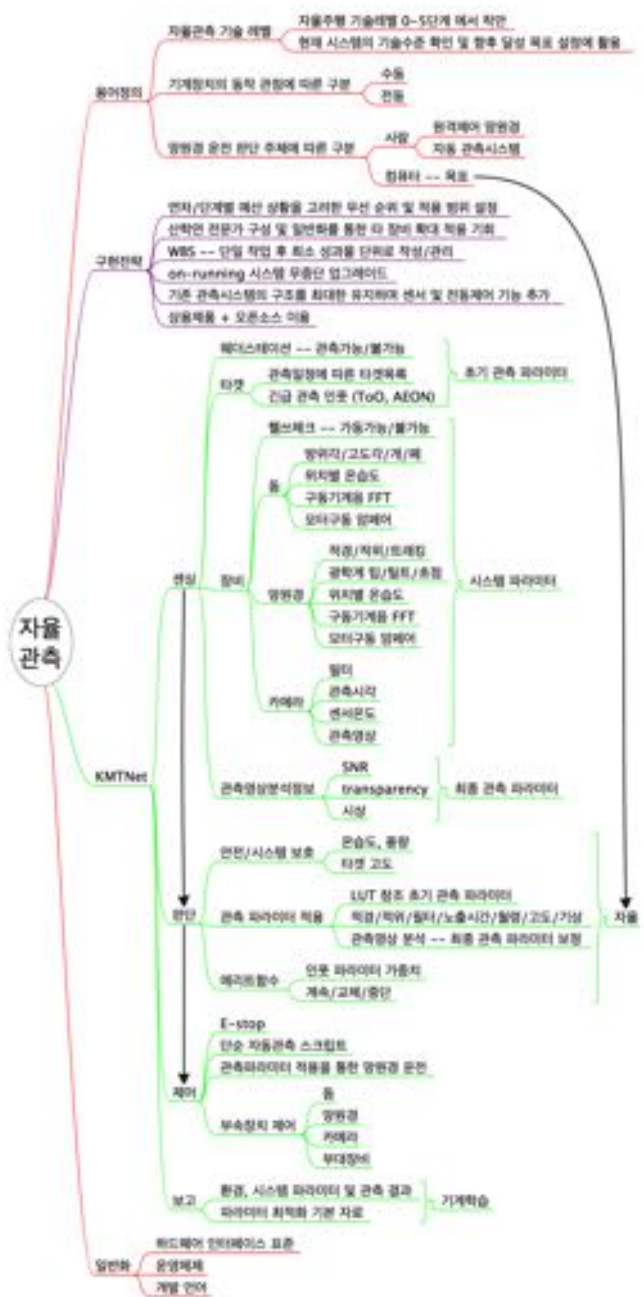 자율관측 기술 레벨
자율주행 기술레벨 0-5단계 에서 착안
현재 시스템의 기술수준 확인 및 향후 달성 목표 설정에 활용
용어정의
기계장치의 동작 관점에 따른 구분
수동
전동
망원경 운전 판단 주체에 따른 구분
사람
원격제어 망원경
자동 관측시스템
컴퓨터 -- 목표
구현전략
연차/단계별 예산 상황을 고려한 우선 순위 및 적용 범위 설정
산학연 전문가 구성 및 일반화를 통한 타 장비 확대 적용 기회
WBS -- 단일 작업 후 최소 성과물 단위로 작성/관리
on-running 시스템 무중단 업그레이드
기존 관측시스템의 구조를 최대한 유지하며 센서 및 전동제어 기능 추가
상용제품 + 오픈소스 이용
웨더스테이션 -- 관측가능/불가능
타겟
관측일정에 따른 타겟목록
긴급 관측 인풋 (ToO, AEON)
초기 관측 파라미터
헬쓰체크 -- 가동가능/불가능
돔
방위각/고도각/개/폐
위치별 온습도
구동기계음 FFT
모터구동 암페어
센싱
장비
망원경
적경/적위/트래킹
광학계 팁/틸트/초점
위치별 온습도
구동기계음 FFT
모터구동 암페어
시스템 파라미터
카메라
필터
관측시각
센서온도
관측영상
자율
관측
KMTNet
관측영상분석정보
SNR
transparency
시상
최종 관측 파라미터
안전/시스템 보호
온습도, 풍량
타겟 고도
판단
관측 파라미터 적용
LUT 참조 초기 관측 파라미터
적경/적위/필터/노출시간/월령/고도/기상
관측영상 분석 -- 최종 관측 파라미터 보정
자율
메리트함수
인풋 파라미터 가중치
계속/교체/중단
제어
E-stop
단순 자동관측 스크립트
관측파라미터 적용을 통한 망원경 운전
부속장치 제어
돔
망원경
카메라
부대장비
보고
환경, 시스템 파라미터 및 관측 결과
파라미터 최적화 기본 자료
기계학습
일반화
하드웨어 인터페이스 표준
운영체제
개발 언어